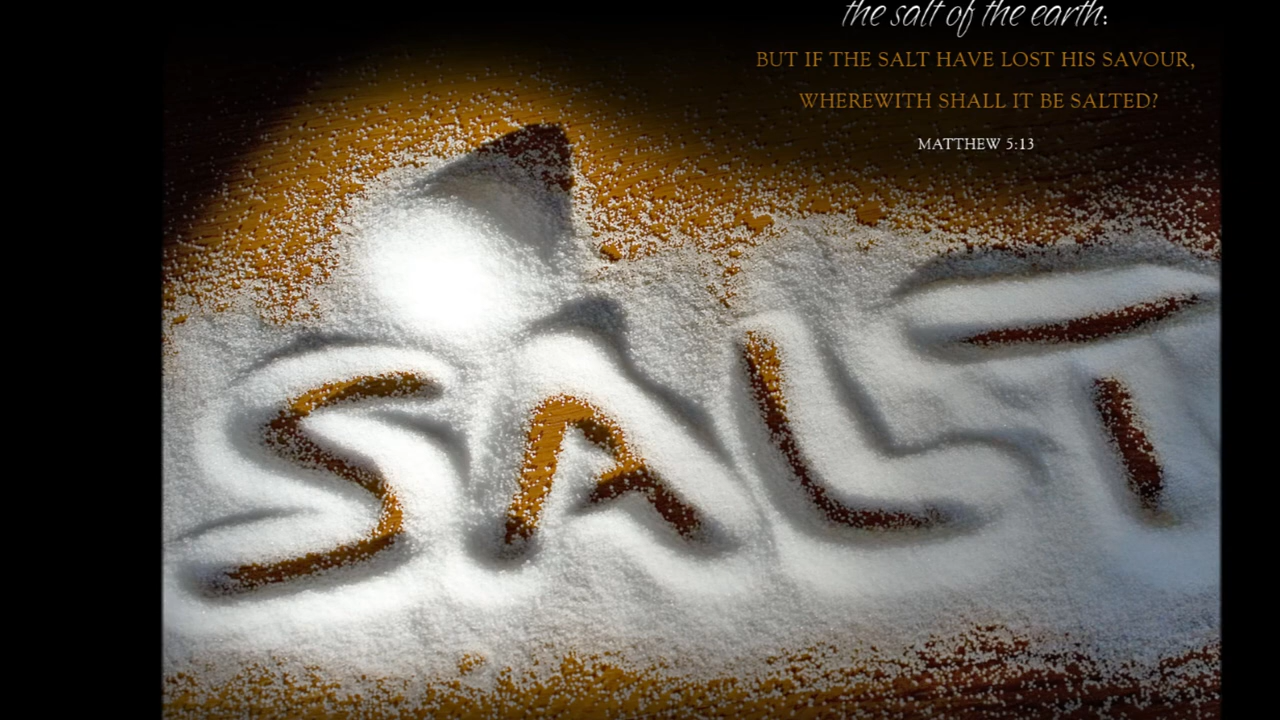 the salt of the earth:
BUT IF THE SALT HAVE LOST HIS SAVOUR,
WHEREWITH SHALL IT BE SALTED?
MATTHEW 5:13
SALT